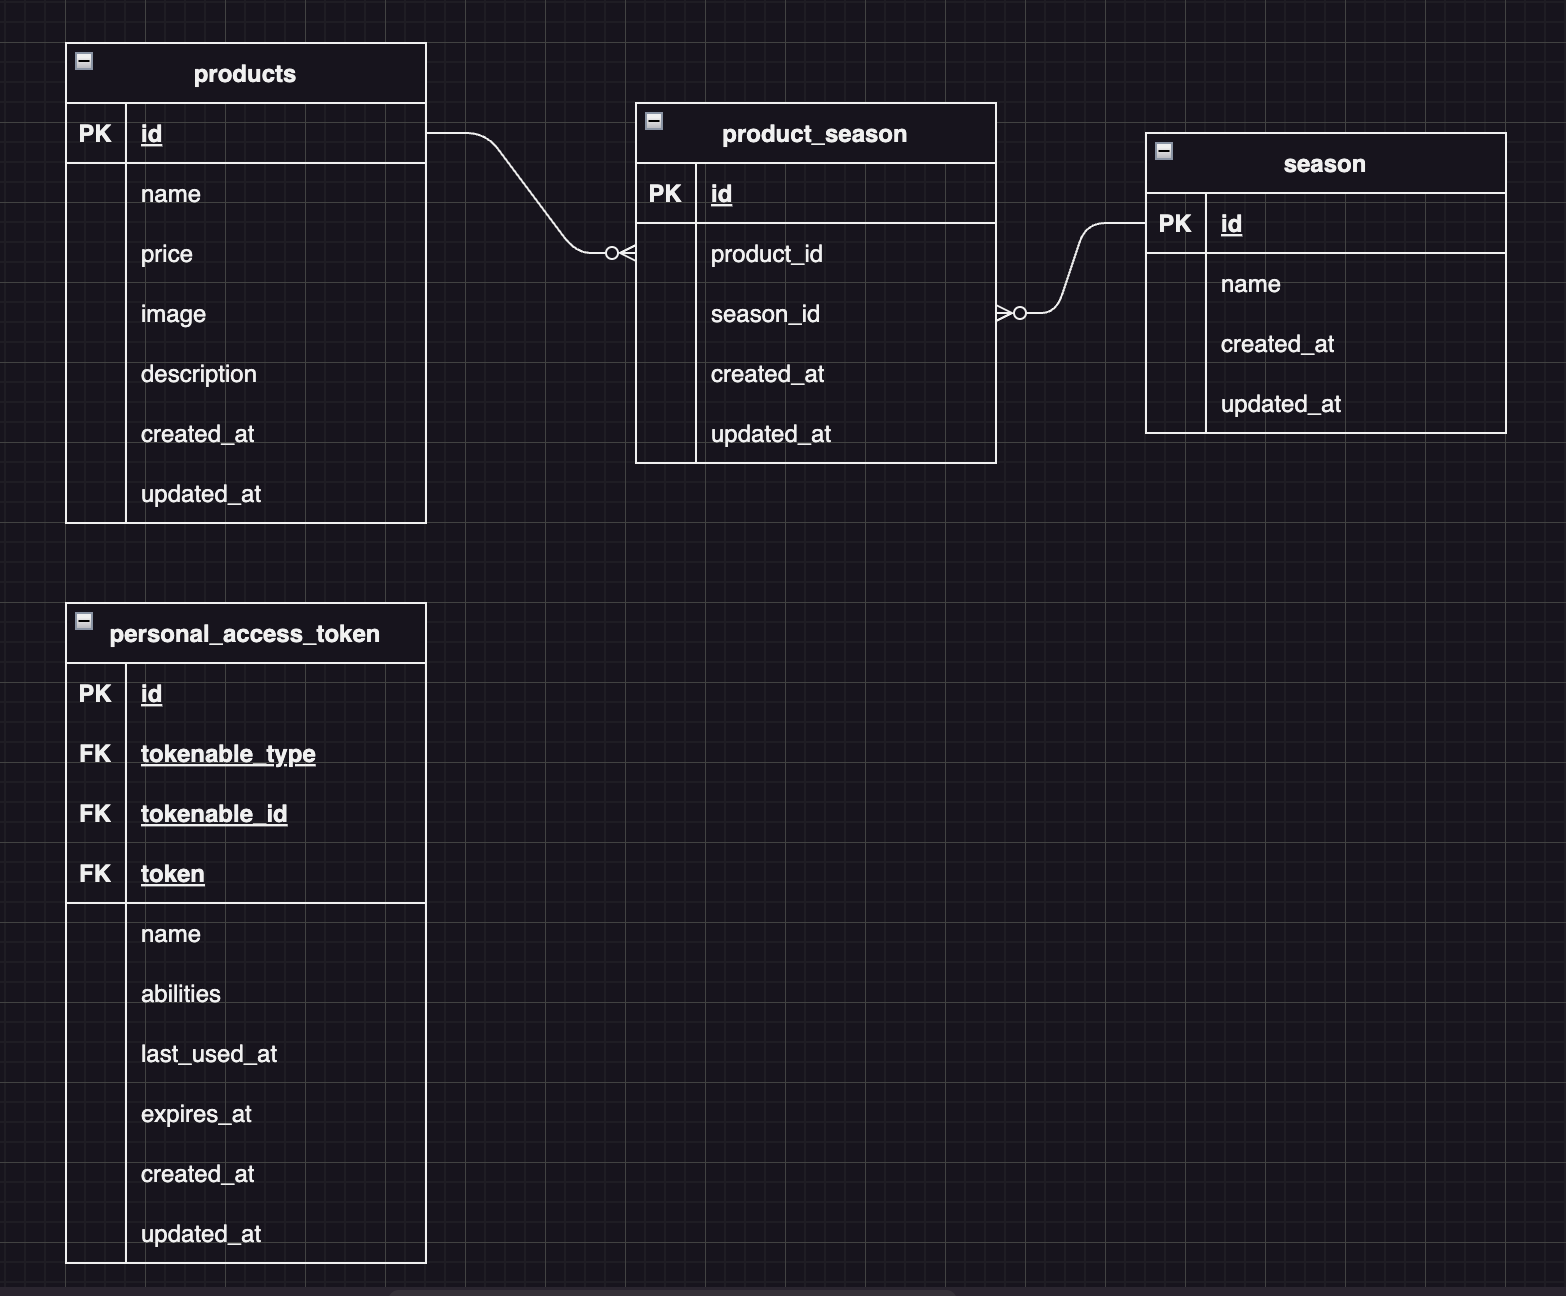 products
PK id
name
price
image
description
created_at
updated_at
product_season
PK id
product_id
season_id
created_at
updated_at
season
PK id
name
created_at
updated_at
personal_access_token
PK id
FK tokenable_type
FK tokenable_id
FK token
name
abilities
last_used_at
expires_at
created_at
updated_at